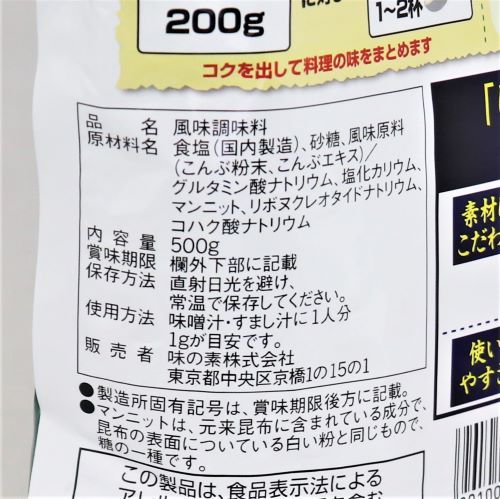 200g
1~2杯
コクを出して料理の味をまとめます
品 名 風味調味料
原材料名 食塩(国内製造)、砂糖、風味原料
(こんぶ粉末、こんぶエキス)/
グルタミン酸ナトリウム、塩化カリウム、
マンニット、リボヌクレオタイドナトリウム、
コハク酸ナトリウム
内容量 500g
賞味期限 欄外下部に記載
保存方法 直射日光を避け、
常温で保存してください。
使用方法 味噌汁・すまし汁に1人分
1gが目安です。
販売者 味の素株式会社
東京都中央区京橋1の15の1
●製造所固有記号は、賞味期限後方に記載。
●マンニットは、元来昆布に含まれている成分で、
昆布の表面についている白い粉と同じもので、
糖の一種です。
この製品は、食品表示法による
素材
こだわ
使い
やすさ